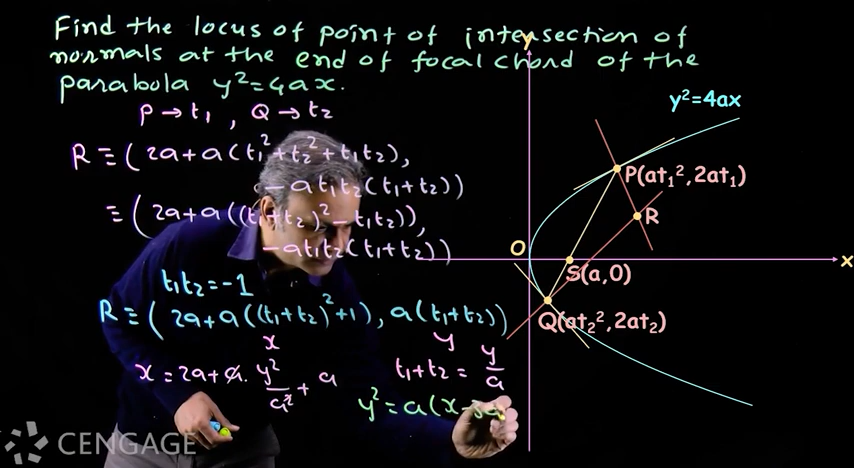 Find the locus of point of intersection of
normals at the end of focal chord of the
parabola y²=4ax.
P → t₁ , Q → t₂
R ≡ (2a+a(t₁²+t₂²+t₁t₂),
-at₁t₂(t₁+t₂))
≡ (2a+a((t₁+t₂)²-t₁t₂)),
-at₁t₂(t₁+t₂))
t₁t₂=-1
R ≡ (2a+a((t₁+t₂)²+1), a(t₁+t₂))
x y
x = 2a+a.y²/a²+a
t₁+t₂ = y/a
y²=a(x-3a
y
y²=4ax
P(at₁²,2at₁)
R
O
x
S(a,0)
Q(at₂²,2at₂)
CENGAGE